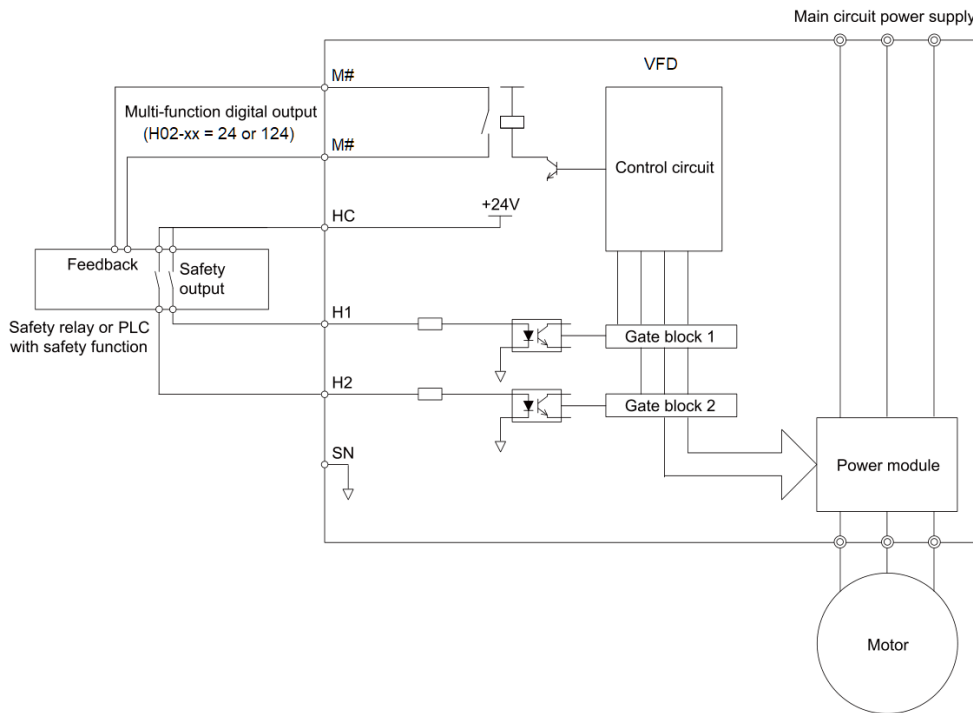 Main circuit power supply
M#
VFD
Multi-function digital output
(H02-xx = 24 or 124)
M#
Control circuit
+24V
HC
Feedback
Safety
output
Safety relay or PLC
with safety function
H1
Gate block 1
H2
Gate block 2
SN
Power module
Motor